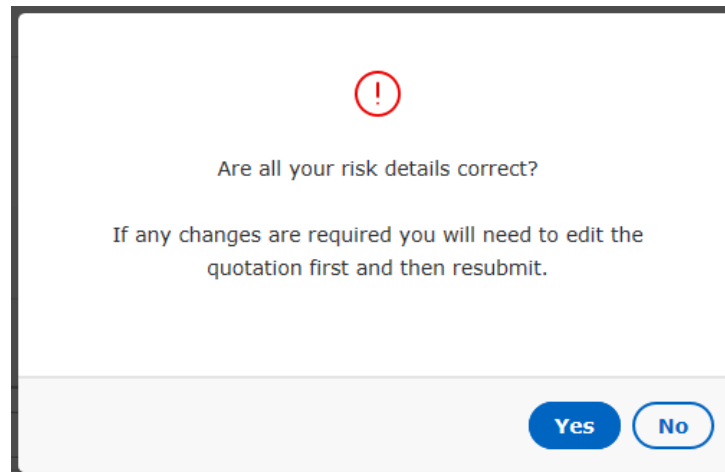 Are all your risk details correct?
If any changes are required you will need to edit the
quotation first and then resubmit.
Yes
No